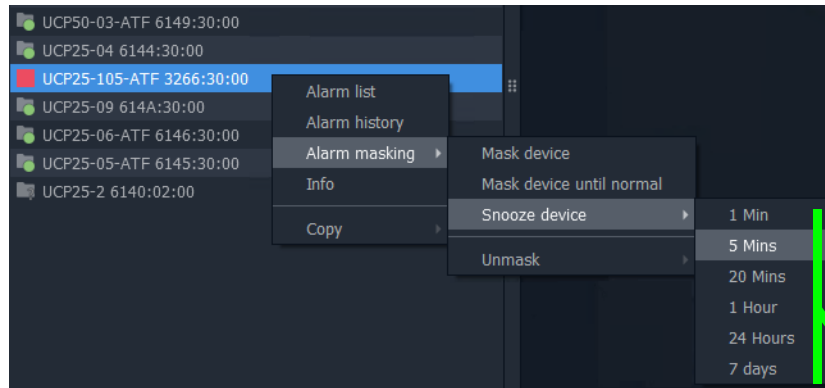 UCP50-03-ATF 6149:30:00
UCP25-04 6144:30:00
UCP25-105-ATF 3266:30:00
UCP25-09 614A:30:00
UCP25-06-ATF 6146:30:00
UCP25-05-ATF 6145:30:00
UCP25-2 6140:02:00
Alarm list
Alarm history
Alarm masking
Info
Copy
Mask device
Mask device until normal
Snooze device
Unmask
1 Min
5 Mins
20 Mins
1 Hour
24 Hours
7 days